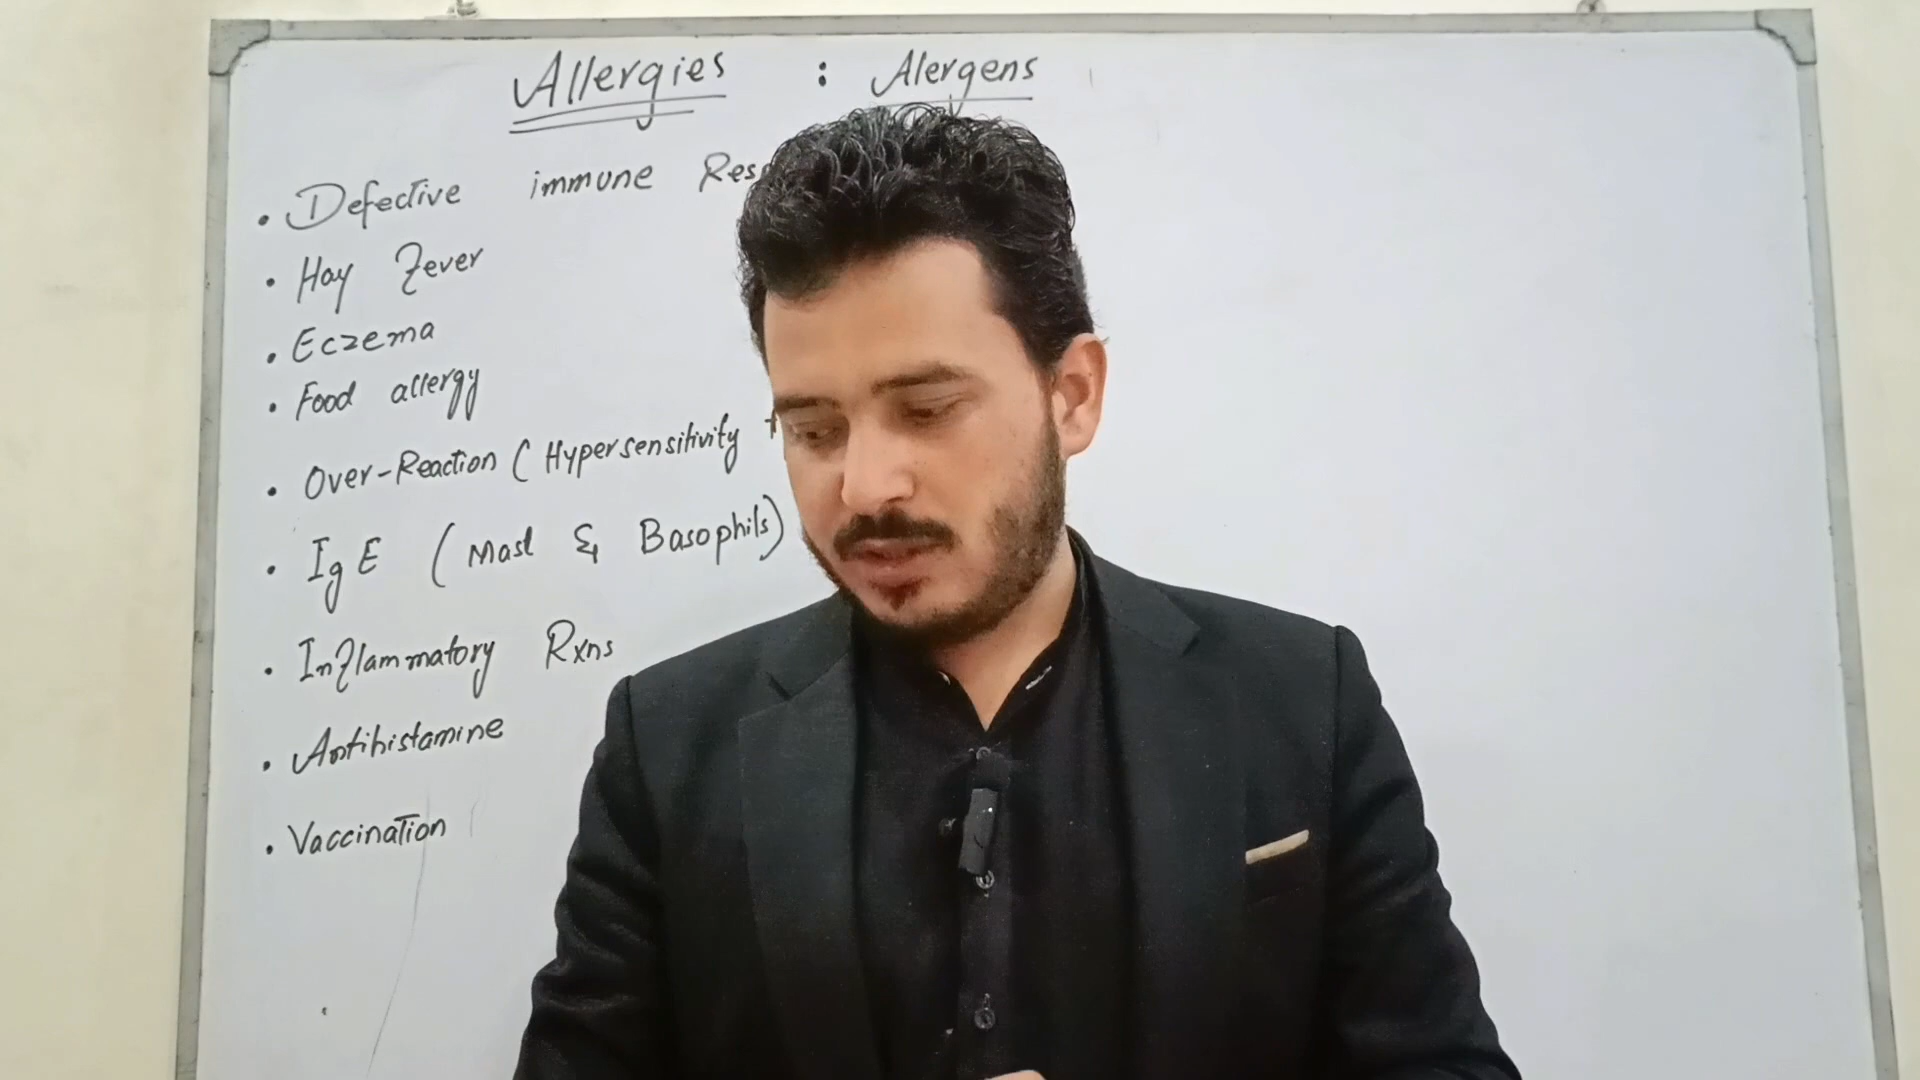 Allergies : Alergens
• Defective immune Res
• Hay Fever
• Eczema
• Food allergy
• Over-Reaction ( Hypersensitivity
• IgE ( Mast & Basophils)
• Inflammatory Rxns
• Antihistamine
• Vaccination